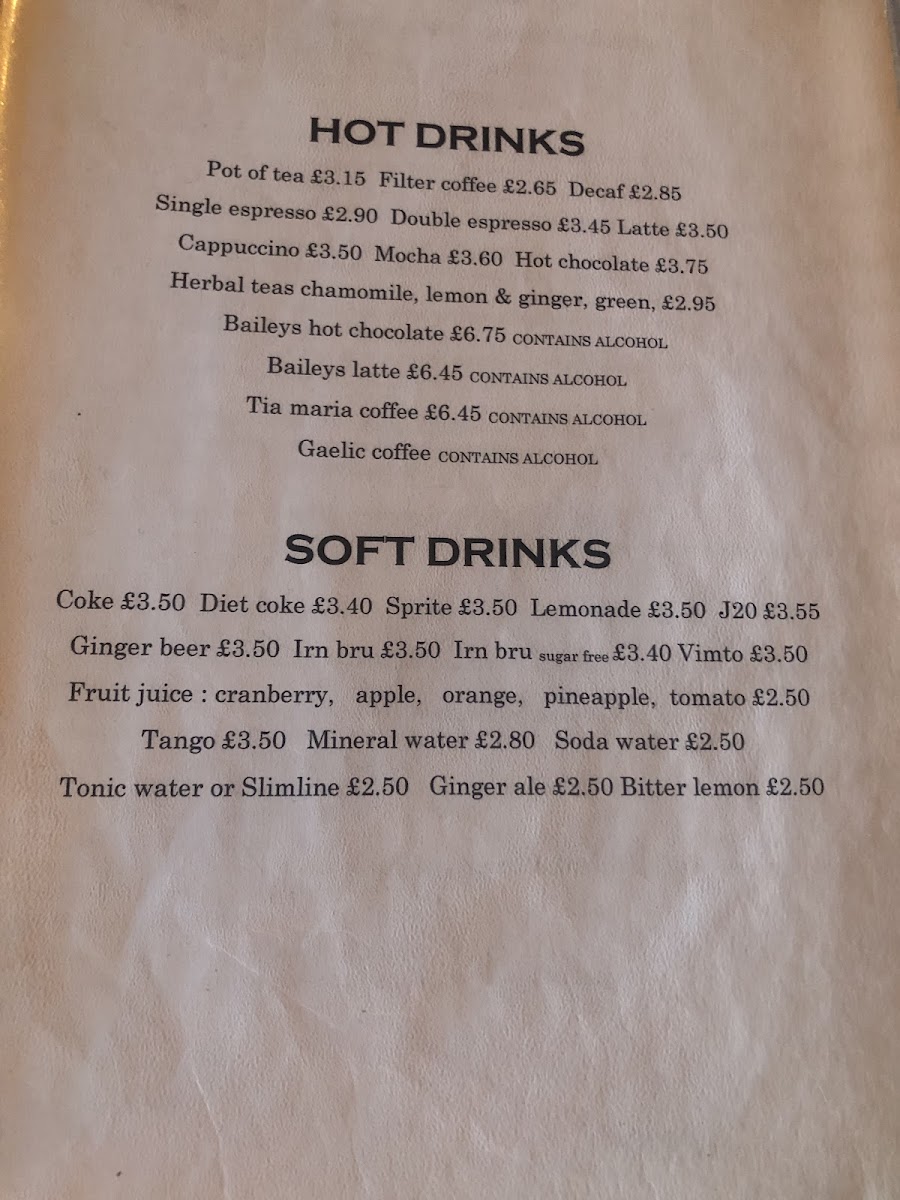 HOT DRINKS
Pot of tea £3.15 Filter coffee £2.65 Decaf £2.85
Single espresso £2.90 Double espresso £3.45 Latte £3.50
Cappuccino £3.50 Mocha £3.60 Hot chocolate £3.75
Herbal teas chamomile, lemon & ginger, green, £2.95
Baileys hot chocolate £6.75 CONTAINS ALCOHOL
Baileys latte £6.45 CONTAINS ALCOHOL
Tia maria coffee £6.45 CONTAINS ALCOHOL
Gaelic coffee CONTAINS ALCOHOL
SOFT DRINKS
Coke £3.50 Diet coke £3.40 Sprite £3.50 Lemonade £3.50 J20 £3.55
Ginger beer £3.50 Irn bru £3.50 Irn bru sugar free £3.40 Vimto £3.50
Fruit juice : cranberry, apple, orange, pineapple, tomato £2.50
Tango £3.50 Mineral water £2.80 Soda water £2.50
Tonic water or Slimline £2.50 Ginger ale £2.50 Bitter lemon £2.50